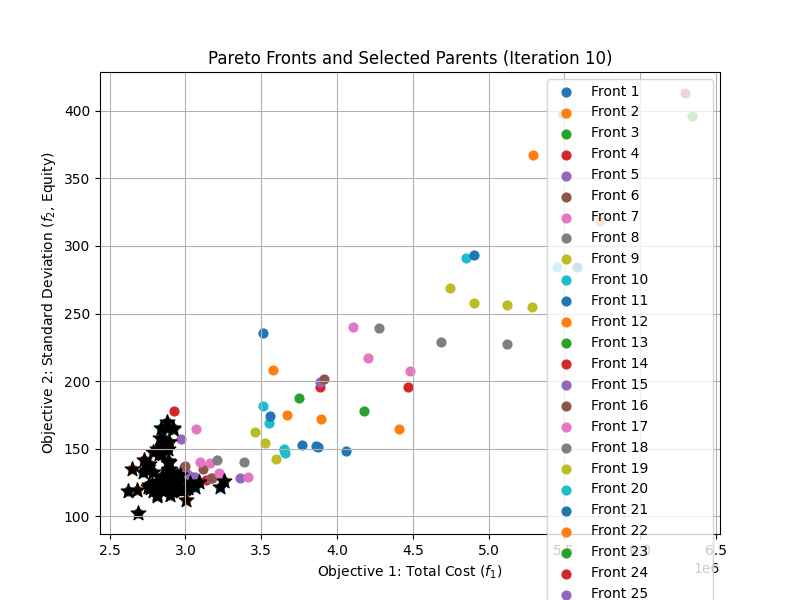 Pareto Fronts and Selected Parents (Iteration 10)
Objective 2: Standard Deviation (f₂, Equity)
400
350
300
250
200
150
100
2.5 3.0 3.5 4.0 4.5 5.0 5.5 6.0 6.5
1e6
Objective 1: Total Cost (f₁)
Front 1
Front 2
Front 3
Front 4
Front 5
Front 6
Front 7
Front 8
Front 9
Front 10
Front 11
Front 12
Front 13
Front 14
Front 15
Front 16
Front 17
Front 18
Front 19
Front 20
Front 21
Front 22
Front 23
Front 24
Front 25